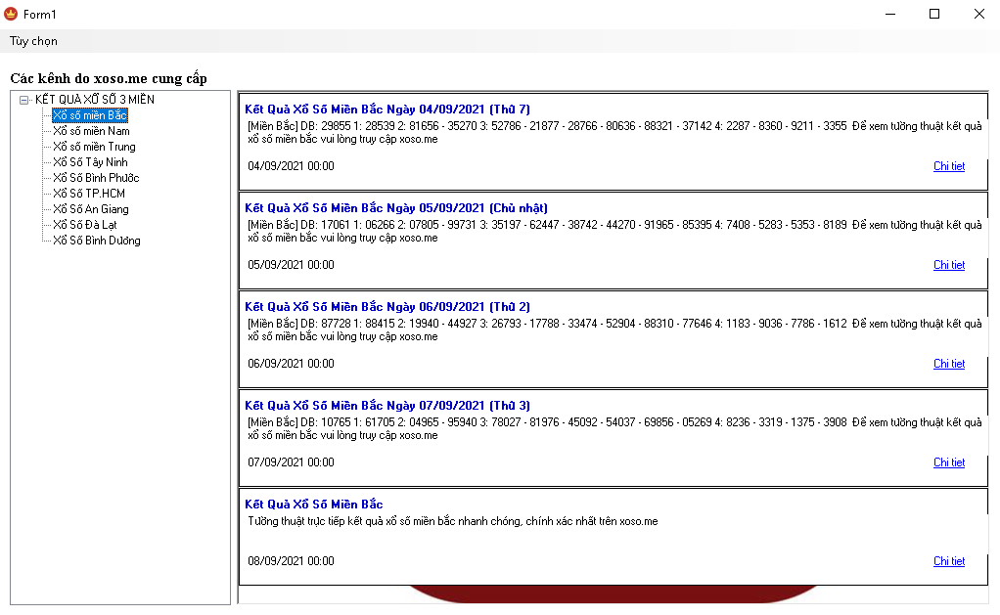 Form1
Tùy chọn
Các kênh do xoso.me cung cấp
KẾT QUẢ XỔ SỐ 3 MIỀN
Xổ số miền Bắc
Xổ số miền Nam
Xổ số miền Trung
Xổ Số Tây Ninh
Xổ Số Bình Phước
Xổ Số TP.HCM
Xổ Số An Giang
Xổ Số Đà Lạt
Xổ Số Bình Dương
Kết Quả Xổ Số Miền Bắc Ngày 04/09/2021 (Thứ 7)
[Miền Bắc] DB: 29855 1: 28539 2: 81656 - 35270 3: 52786 - 21877 - 28766 - 80636 - 88321 - 37142 4: 2287 - 8360 - 9211 - 3355 Để xem tường thuật kết quả
xổ số miền bắc vui lòng truy cập xoso.me
04/09/2021 00:00
Chi tiet
Kết Quả Xổ Số Miền Bắc Ngày 05/09/2021 (Chủ nhật)
[Miền Bắc] DB: 17061 1: 06266 2: 07805 - 99731 3: 35197 - 62447 - 38742 - 44270 - 91965 - 85395 4: 7408 - 5283 - 5353 - 8189 Để xem tường thuật kết quả
xổ số miền bắc vui lòng truy cập xoso.me
05/09/2021 00:00
Chi tiet
Kết Quả Xổ Số Miền Bắc Ngày 06/09/2021 (Thứ 2)
[Miền Bắc] DB: 87728 1: 88415 2: 19940 - 44927 3: 26793 - 17788 - 33474 - 52904 - 88310 - 77646 4: 1183 - 9036 - 7786 - 1612 Để xem tường thuật kết quả
xổ số miền bắc vui lòng truy cập xoso.me
06/09/2021 00:00
Chi tiet
Kết Quả Xổ Số Miền Bắc Ngày 07/09/2021 (Thứ 3)
[Miền Bắc] DB: 10765 1: 61705 2: 04965 - 95940 3: 78027 - 81976 - 45092 - 54037 - 69856 - 05269 4: 8236 - 3319 - 1375 - 3908 Để xem tường thuật kết quả
xổ số miền bắc vui lòng truy cập xoso.me
07/09/2021 00:00
Chi tiet
Kết Quả Xổ Số Miền Bắc
Tường thuật trực tiếp kết quả xổ số miền bắc nhanh chóng, chính xác nhất trên xoso.me
08/09/2021 00:00
Chi tiet